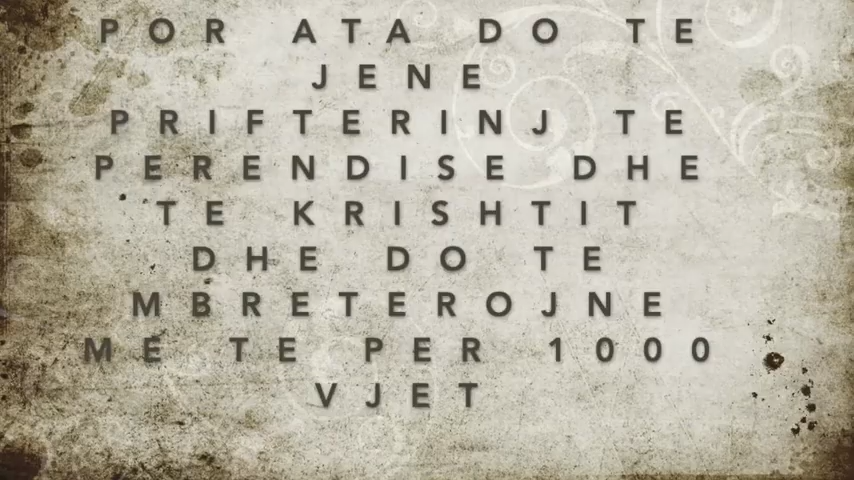 POR ATA DO TE
JENE
PRIFTERINJ TE
PERENDISE DHE
TE KRISHTIT
DHE DO TE
MBRETEROJNE
ME TE PER 1000
VJET